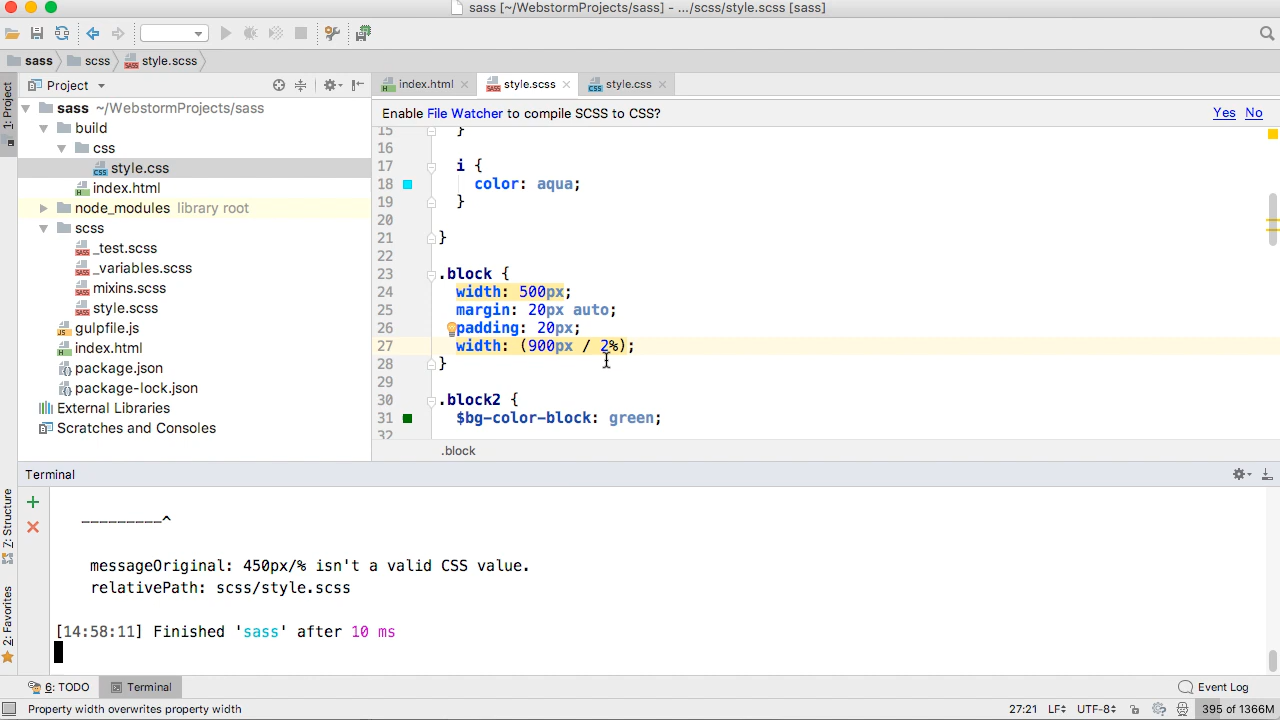 sass [~/WebstormProjects/sass] - .../scss/style.scss [sass]
sass scss style.scss
1: Project
Project
index.html style.scss style.css
sass ~/WebstormProjects/sass
build
css
style.css
index.html
node_modules library root
scss
_test.scss
_variables.scss
mixins.scss
style.scss
gulpfile.js
index.html
package.json
package-lock.json
External Libraries
Scratches and Consoles
Enable File Watcher to compile SCSS to CSS? Yes No
15 }
16
17 i {
18 color: aqua;
19 }
20
21 }
22
23 .block {
24 width: 500px;
25 margin: 20px auto;
26 padding: 20px;
27 width: (900px / 2%);
28 }
29
30 .block2 {
31 $bg-color-block: green;
32
.block
Terminal
7: Structure
2: Favorites
_________^
messageOriginal: 450px/% isn't a valid CSS value.
relativePath: scss/style.scss
[14:58:11] Finished 'sass' after 10 ms
6: TODO Terminal Event Log
Property width overwrites property width 27:21 LF UTF-8 395 of 1366M